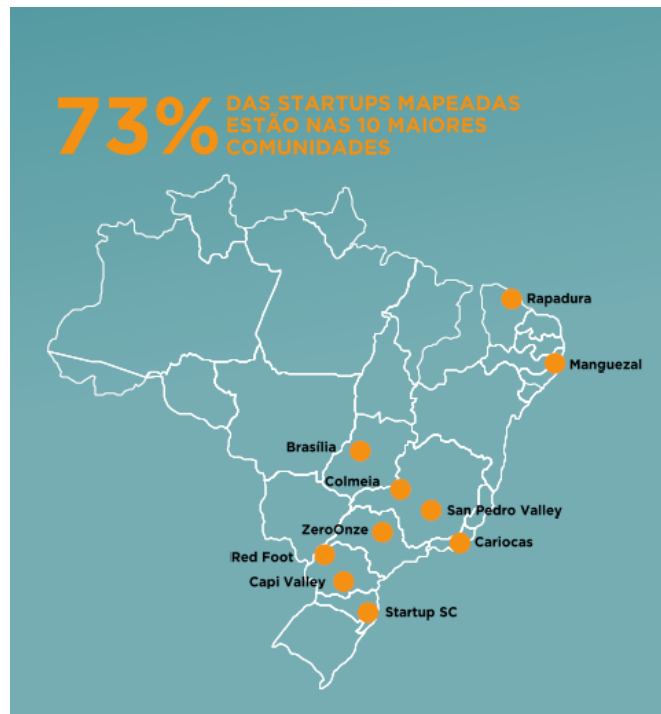 73% DAS STARTUPS MAPEADAS
ESTÃO NAS 10 MAIORES
COMUNIDADES
Rapadura
Manguezal
Brasília
Colmeia
San Pedro Valley
ZeroOnze
Cariocas
Red Foot
Capi Valley
Startup SC